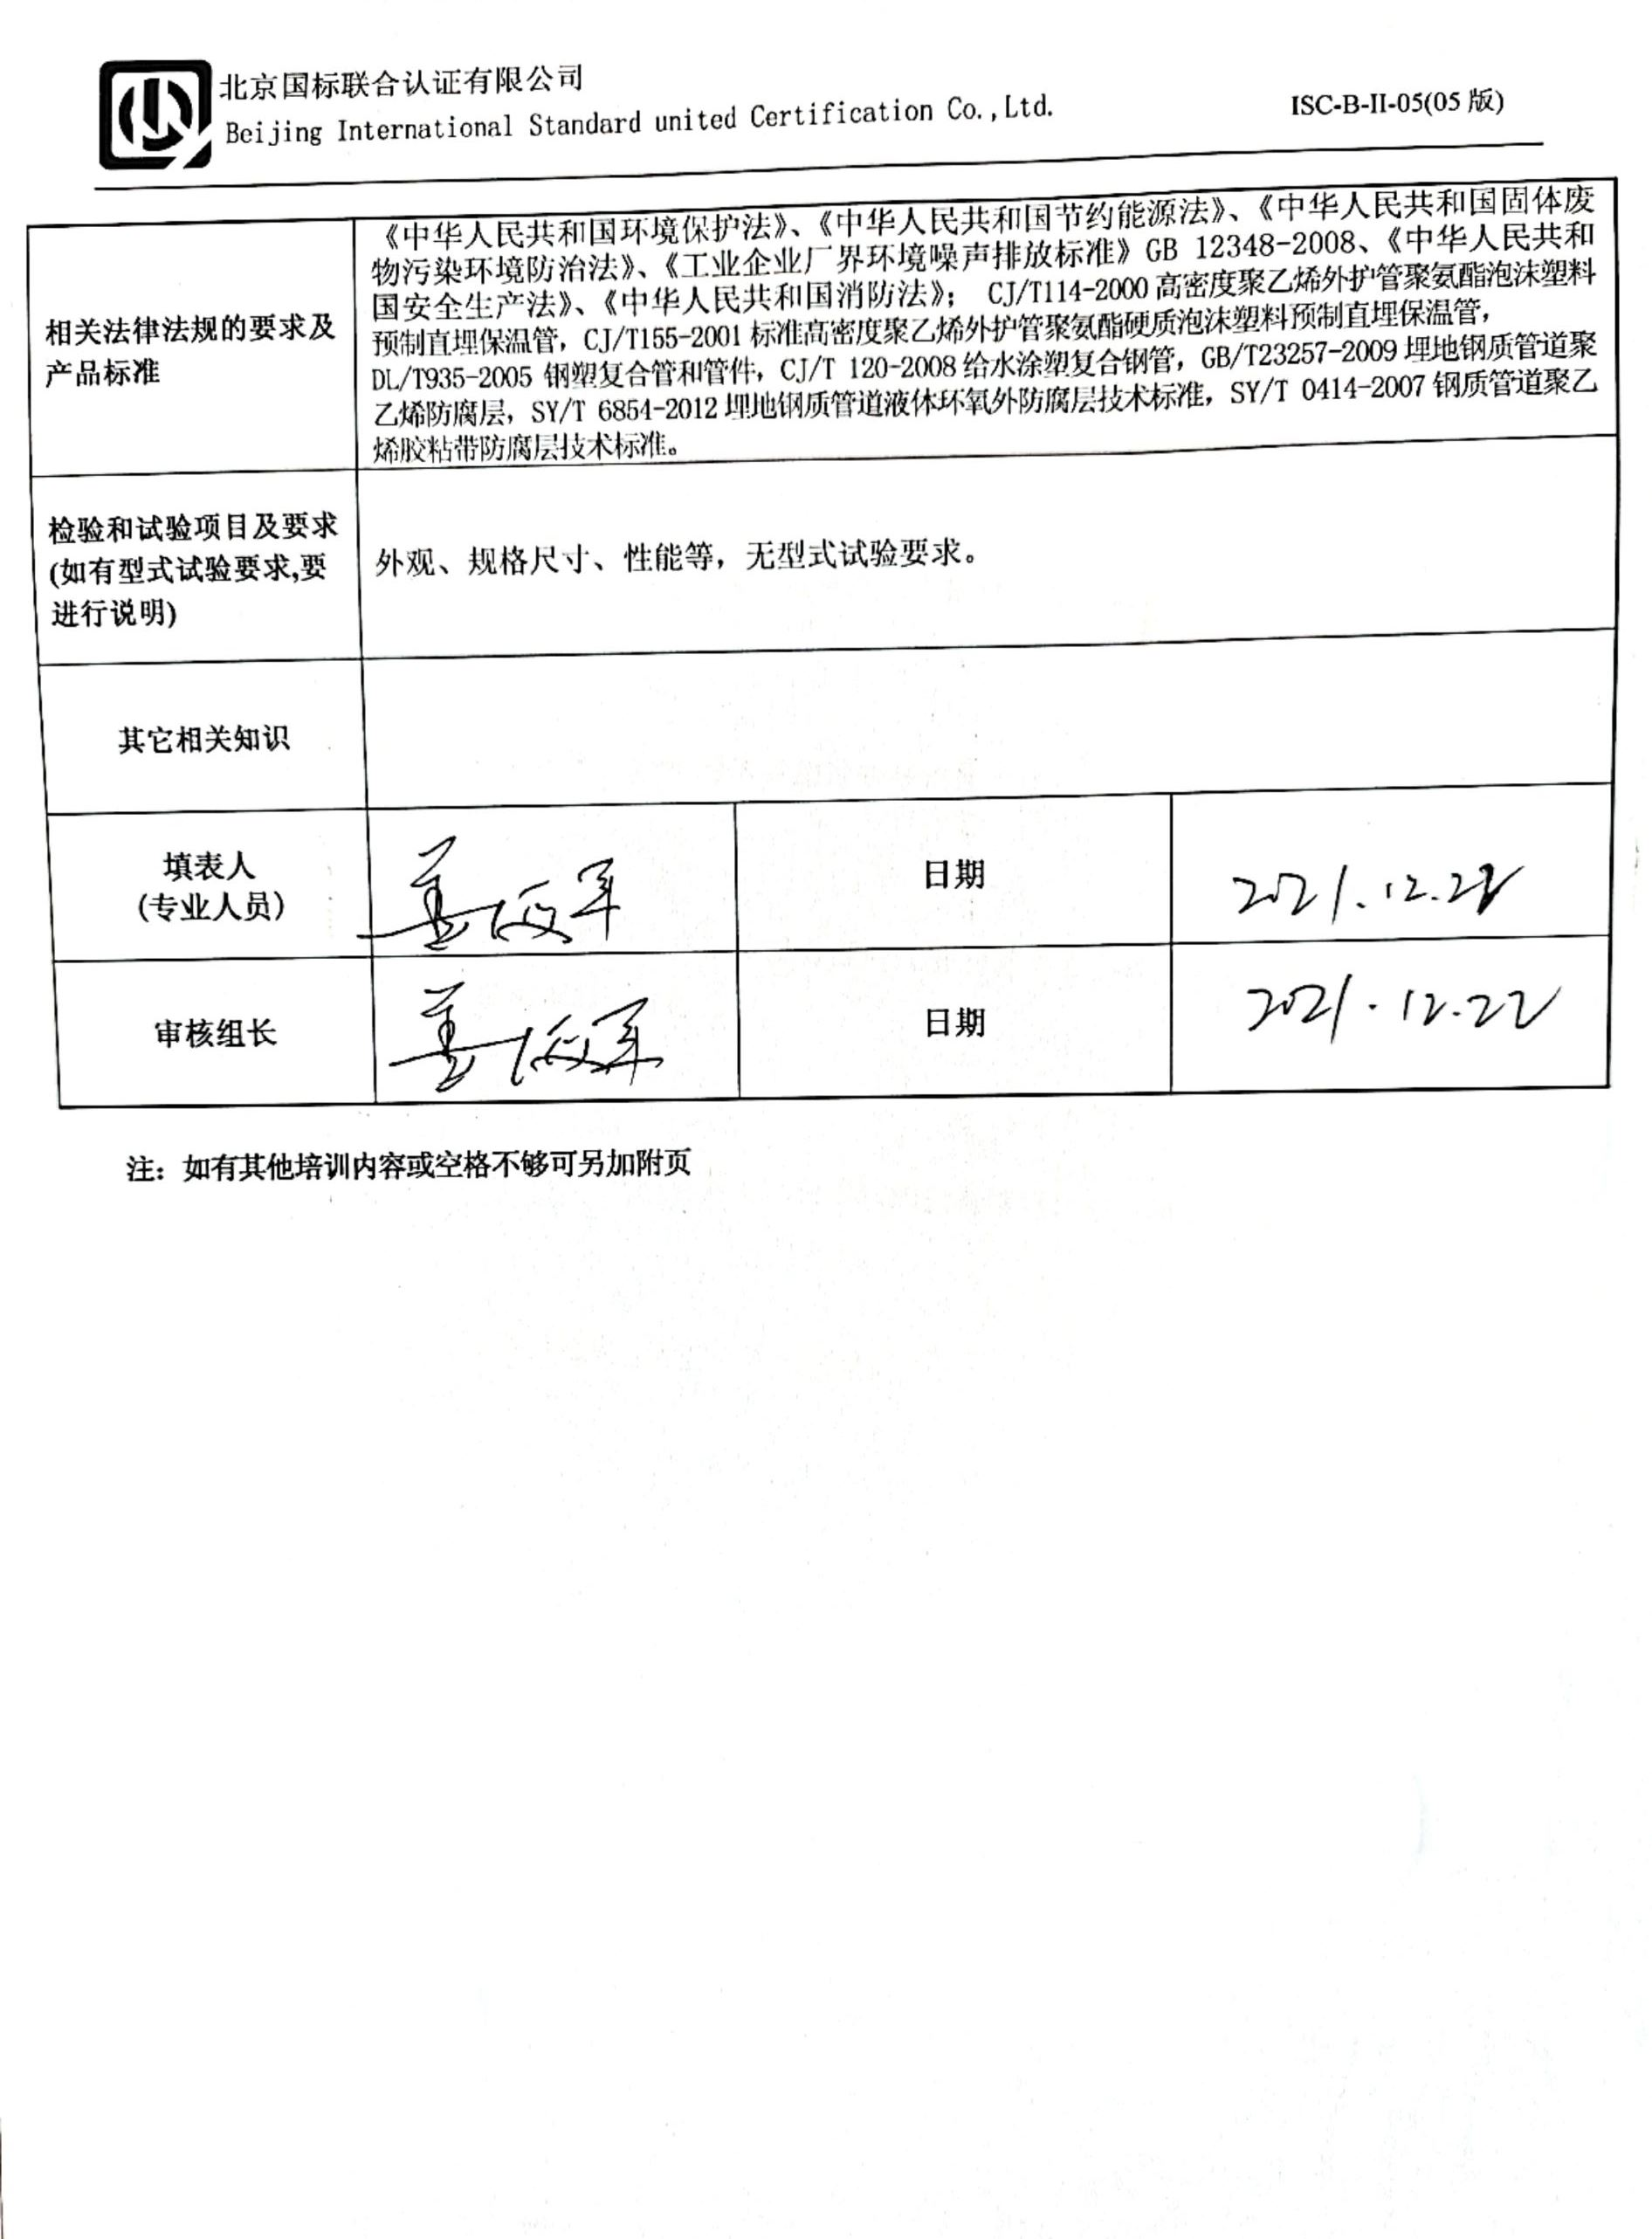 北京国标联合认证有限公司
Beijing International Standard united Certification Co.,Ltd.
ISC-B-II-05(05 版)
相关法律法规的要求及
产品标准
《中华人民共和国环境保护法》、《中华人民共和国节约能源法》、《中华人民共和国固体废
物污染环境防治法》、《工业企业厂界环境噪声排放标准》GB 12348-2008、《中华人民共和
国安全生产法》、《中华人民共和国消防法》； CJ/T114-2000 高密度聚乙烯外护管聚氨酯泡沫塑料
预制直埋保温管，CJ/T155-2001 标准高密度聚乙烯外护管聚氨酯硬质泡沫塑料预制直埋保温管，
DL/T935-2005 钢塑复合管和管件，CJ/T 120-2008 给水涂塑复合钢管，GB/T23257-2009 埋地钢质管道聚
乙烯防腐层，SY/T 6854-2012 埋地钢质管道液体环氧外防腐层技术标准，SY/T 0414-2007 钢质管道聚乙
烯胶粘带防腐层技术标准。
检验和试验项目及要求
(如有型式试验要求,要
进行说明)
外观、规格尺寸、性能等，无型式试验要求。
其它相关知识
填表人
(专业人员)
日期
2021.12.22
审核组长
日期
2021.12.22
注：如有其他培训内容或空格不够可另加附页